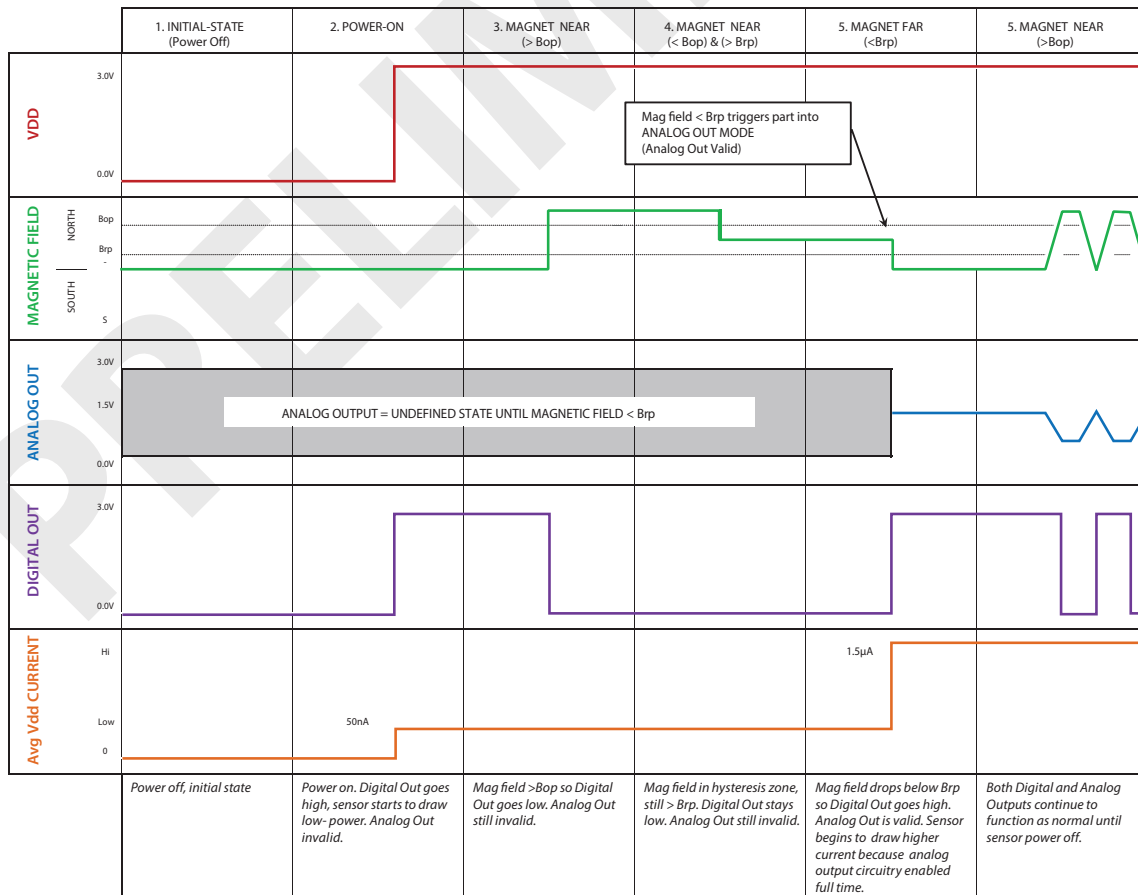 PRELIM
1. INITIAL-STATE
(Power Off)
2. POWER-ON
3. MAGNET NEAR
(> Bop)
4. MAGNET NEAR
(< Bop) & (> Brp)
5. MAGNET FAR
(<Brp)
5. MAGNET NEAR
(>Bop)
VDD
3.0V
0.0V
Mag field < Brp triggers part into
ANALOG OUT MODE
(Analog Out Valid)
MAGNETIC FIELD
NORTH
SOUTH
Bop
Brp
-
S
ANALOG OUT
3.0V
1.5V
0.0V
ANALOG OUTPUT = UNDEFINED STATE UNTIL MAGNETIC FIELD < Brp
DIGITAL OUT
3.0V
0.0V
Avg Vdd CURRENT
Hi
Low
0
50nA
1.5µA
Power off, initial state
Power on. Digital Out goes
high, sensor starts to draw
low- power. Analog Out
invalid.
Mag field >Bop so Digital
Out goes low. Analog Out
still invalid.
Mag field in hysteresis zone,
still > Brp. Digital Out stays
low. Analog Out still invalid.
Mag field drops below Brp
so Digital Out goes high.
Analog Out is valid. Sensor
begins to draw higher
current because analog
output circuitry enabled
full time.
Both Digital and Analog
Outputs continue to
function as normal until
sensor power off.